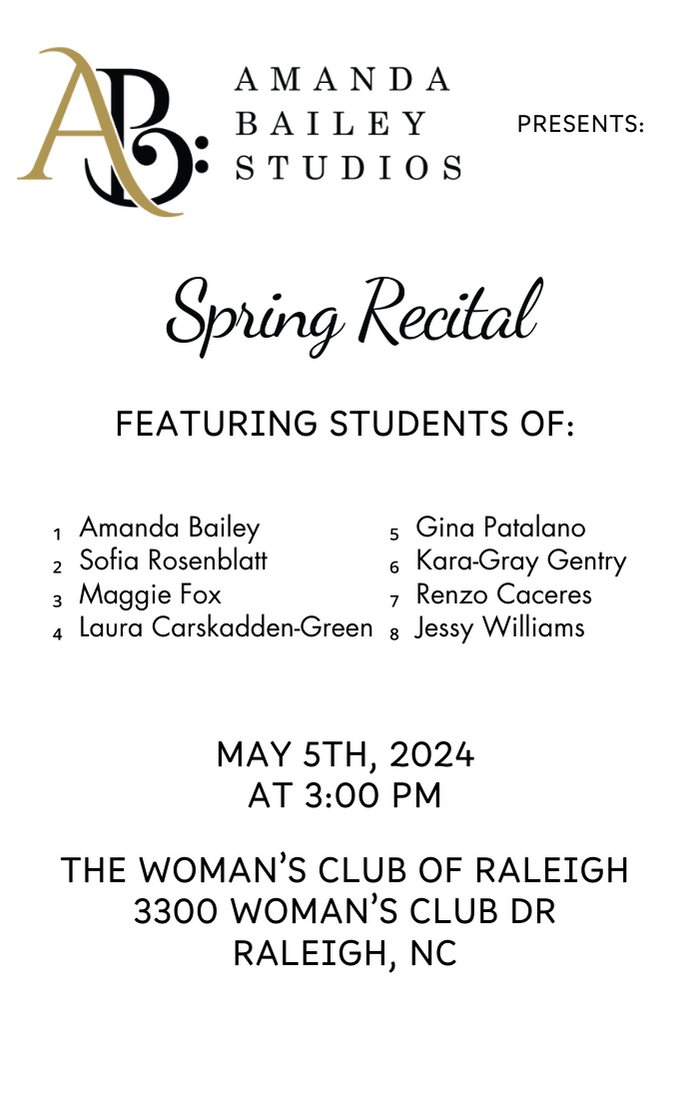 AB:
AMANDA
BAILEY
STUDIOS
PRESENTS:
Spring Recital
FEATURING STUDENTS OF:
1 Amanda Bailey
2 Sofia Rosenblatt
3 Maggie Fox
4 Laura Carskadden-Green
5 Gina Patalano
6 Kara-Gray Gentry
7 Renzo Caceres
8 Jessy Williams
MAY 5TH, 2024
AT 3:00 PM
THE WOMAN'S CLUB OF RALEIGH
3300 WOMAN'S CLUB DR
RALEIGH, NC